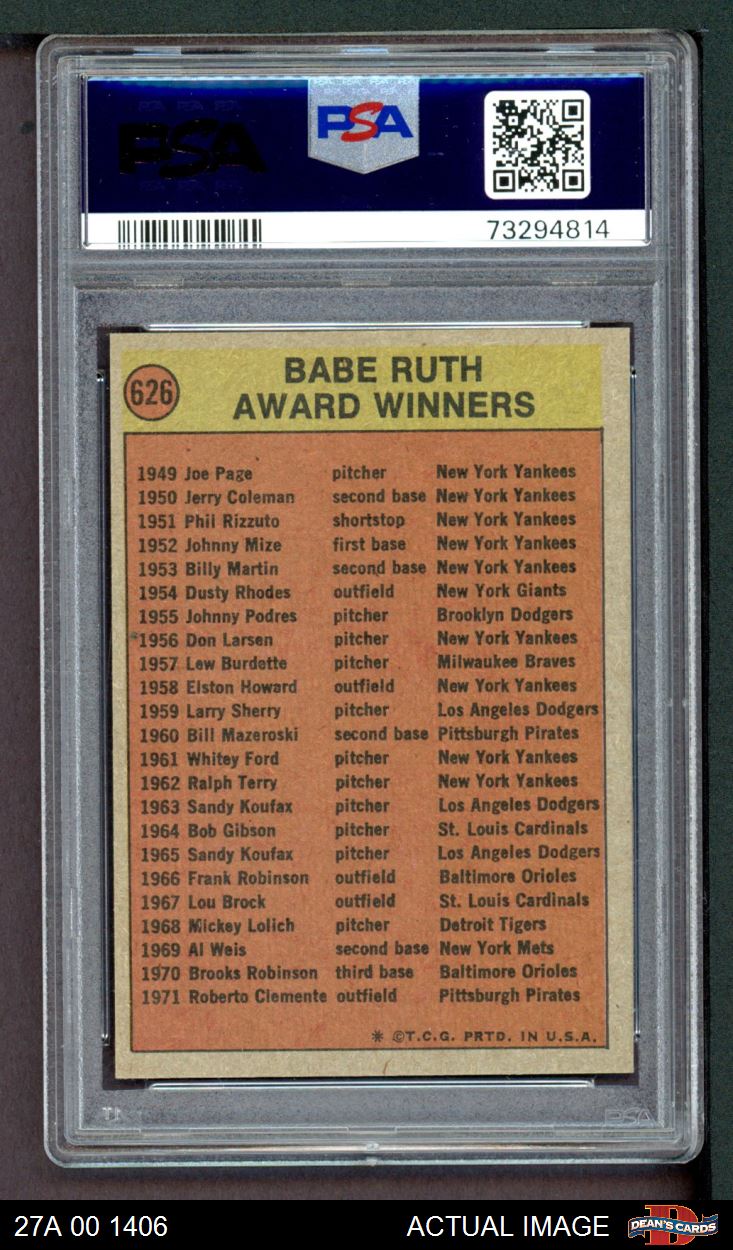 PSA
PSA
73294814
626
BABE RUTH
AWARD WINNERS
1949 Joe Page pitcher New York Yankees
1950 Jerry Coleman second base New York Yankees
1951 Phil Rizzuto shortstop New York Yankees
1952 Johnny Mize first base New York Yankees
1953 Billy Martin second base New York Yankees
1954 Dusty Rhodes outfield New York Giants
1955 Johnny Podres pitcher Brooklyn Dodgers
1956 Don Larsen pitcher New York Yankees
1957 Lew Burdette pitcher Milwaukee Braves
1958 Elston Howard outfield New York Yankees
1959 Larry Sherry pitcher Los Angeles Dodgers
1960 Bill Mazeroski second base Pittsburgh Pirates
1961 Whitey Ford pitcher New York Yankees
1962 Ralph Terry pitcher New York Yankees
1963 Sandy Koufax pitcher Los Angeles Dodgers
1964 Bob Gibson pitcher St. Louis Cardinals
1965 Sandy Koufax pitcher Los Angeles Dodgers
1966 Frank Robinson outfield Baltimore Orioles
1967 Lou Brock outfield St. Louis Cardinals
1968 Mickey Lolich pitcher Detroit Tigers
1969 Al Weis second base New York Mets
1970 Brooks Robinson third base Baltimore Orioles
1971 Roberto Clemente outfield Pittsburgh Pirates
* ©T.C.G. PRTD. IN U.S.A.
PSA
27A 00 1406 ACTUAL IMAGE DEAN'S CARDS